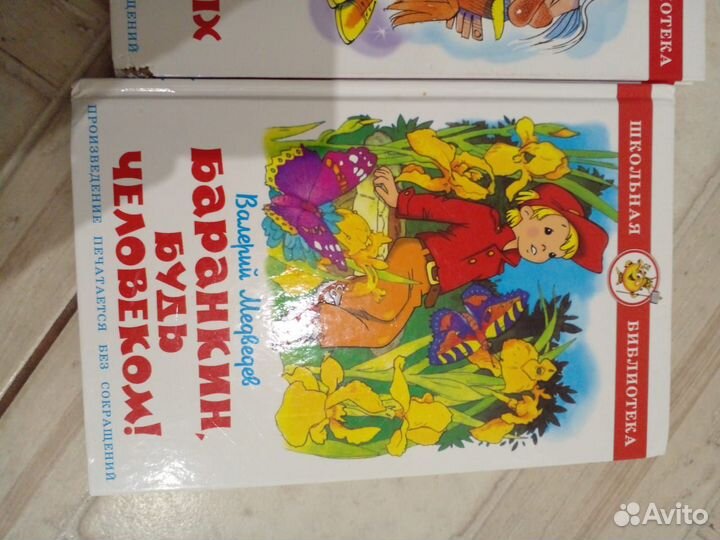 ШКОЛЬНАЯ БИБЛИОТЕКА
Валерий Медведев
БАРАНКИН,
БУДЬ
ЧЕЛОВЕКОМ!
ПРОИЗВЕДЕНИЕ ПЕЧАТАЕТСЯ БЕЗ СОКРАЩЕНИЙ
Avito